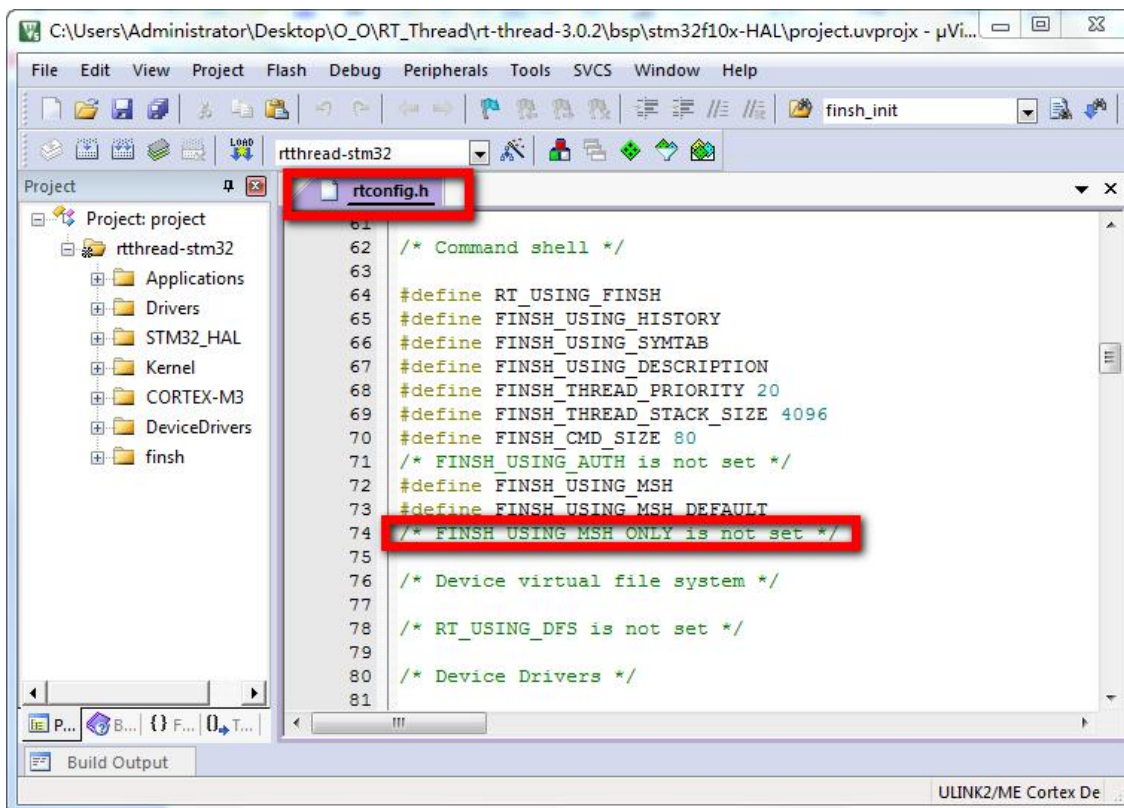 C:\Users\Administrator\Desktop\O_O\RT_Thread\rt-thread-3.0.2\bsp\stm32f10x-HAL\project.uvprojx - µVi...
File Edit View Project Flash Debug Peripherals Tools SVCS Window Help
finsh_init
LOAD rtthread-stm32
Project
rtconfig.h
Project: project
rtthread-stm32
Applications
Drivers
STM32_HAL
Kernel
CORTEX-M3
DeviceDrivers
finsh
61
62 /* Command shell */
63
64 #define RT_USING_FINSH
65 #define FINSH_USING_HISTORY
66 #define FINSH_USING_SYMTAB
67 #define FINSH_USING_DESCRIPTION
68 #define FINSH_THREAD_PRIORITY 20
69 #define FINSH_THREAD_STACK_SIZE 4096
70 #define FINSH_CMD_SIZE 80
71 /* FINSH_USING_AUTH is not set */
72 #define FINSH_USING_MSH
73 #define FINSH_USING_MSH_DEFAULT
74 /* FINSH_USING_MSH_ONLY is not set */
75
76 /* Device virtual file system */
77
78 /* RT_USING_DFS is not set */
79
80 /* Device Drivers */
81
P... B... {} F... 0 T...
Build Output
ULINK2/ME Cortex De